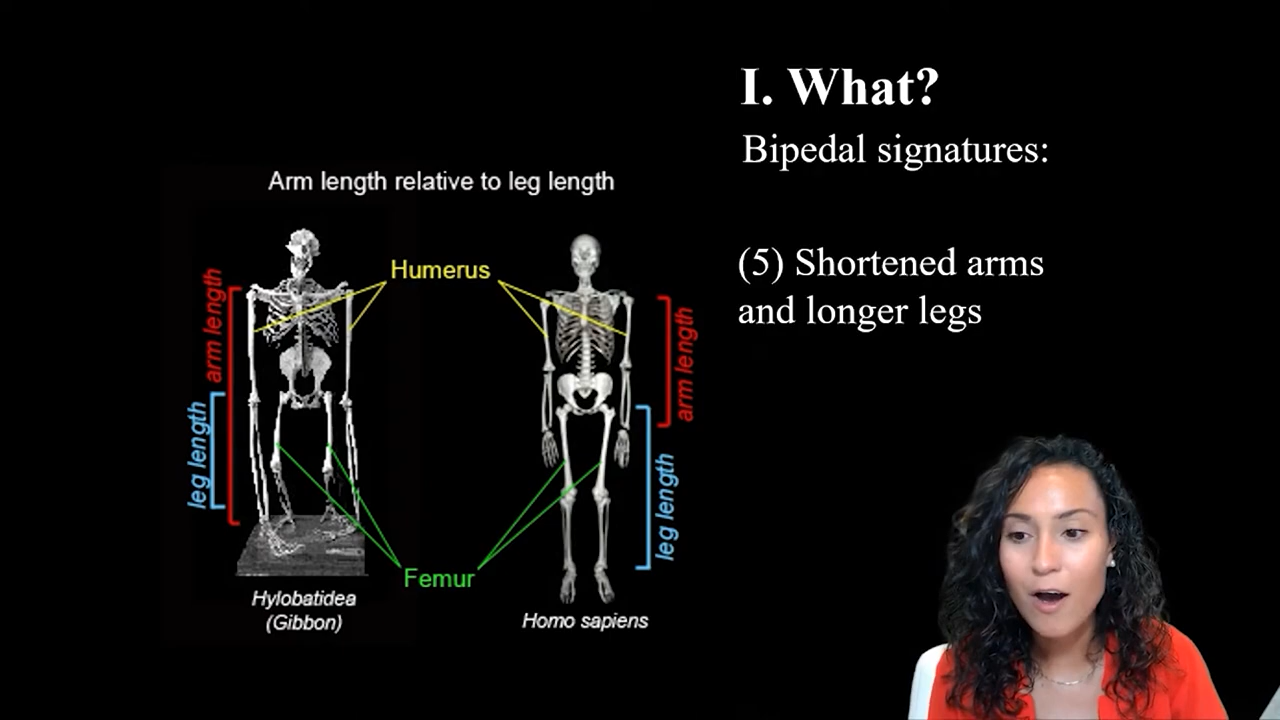 I. What?
Bipedal signatures:
(5) Shortened arms
and longer legs
Arm length relative to leg length
Humerus
arm length
leg length
arm length
leg length
Femur
Hylobatidea
(Gibbon)
Homo sapiens